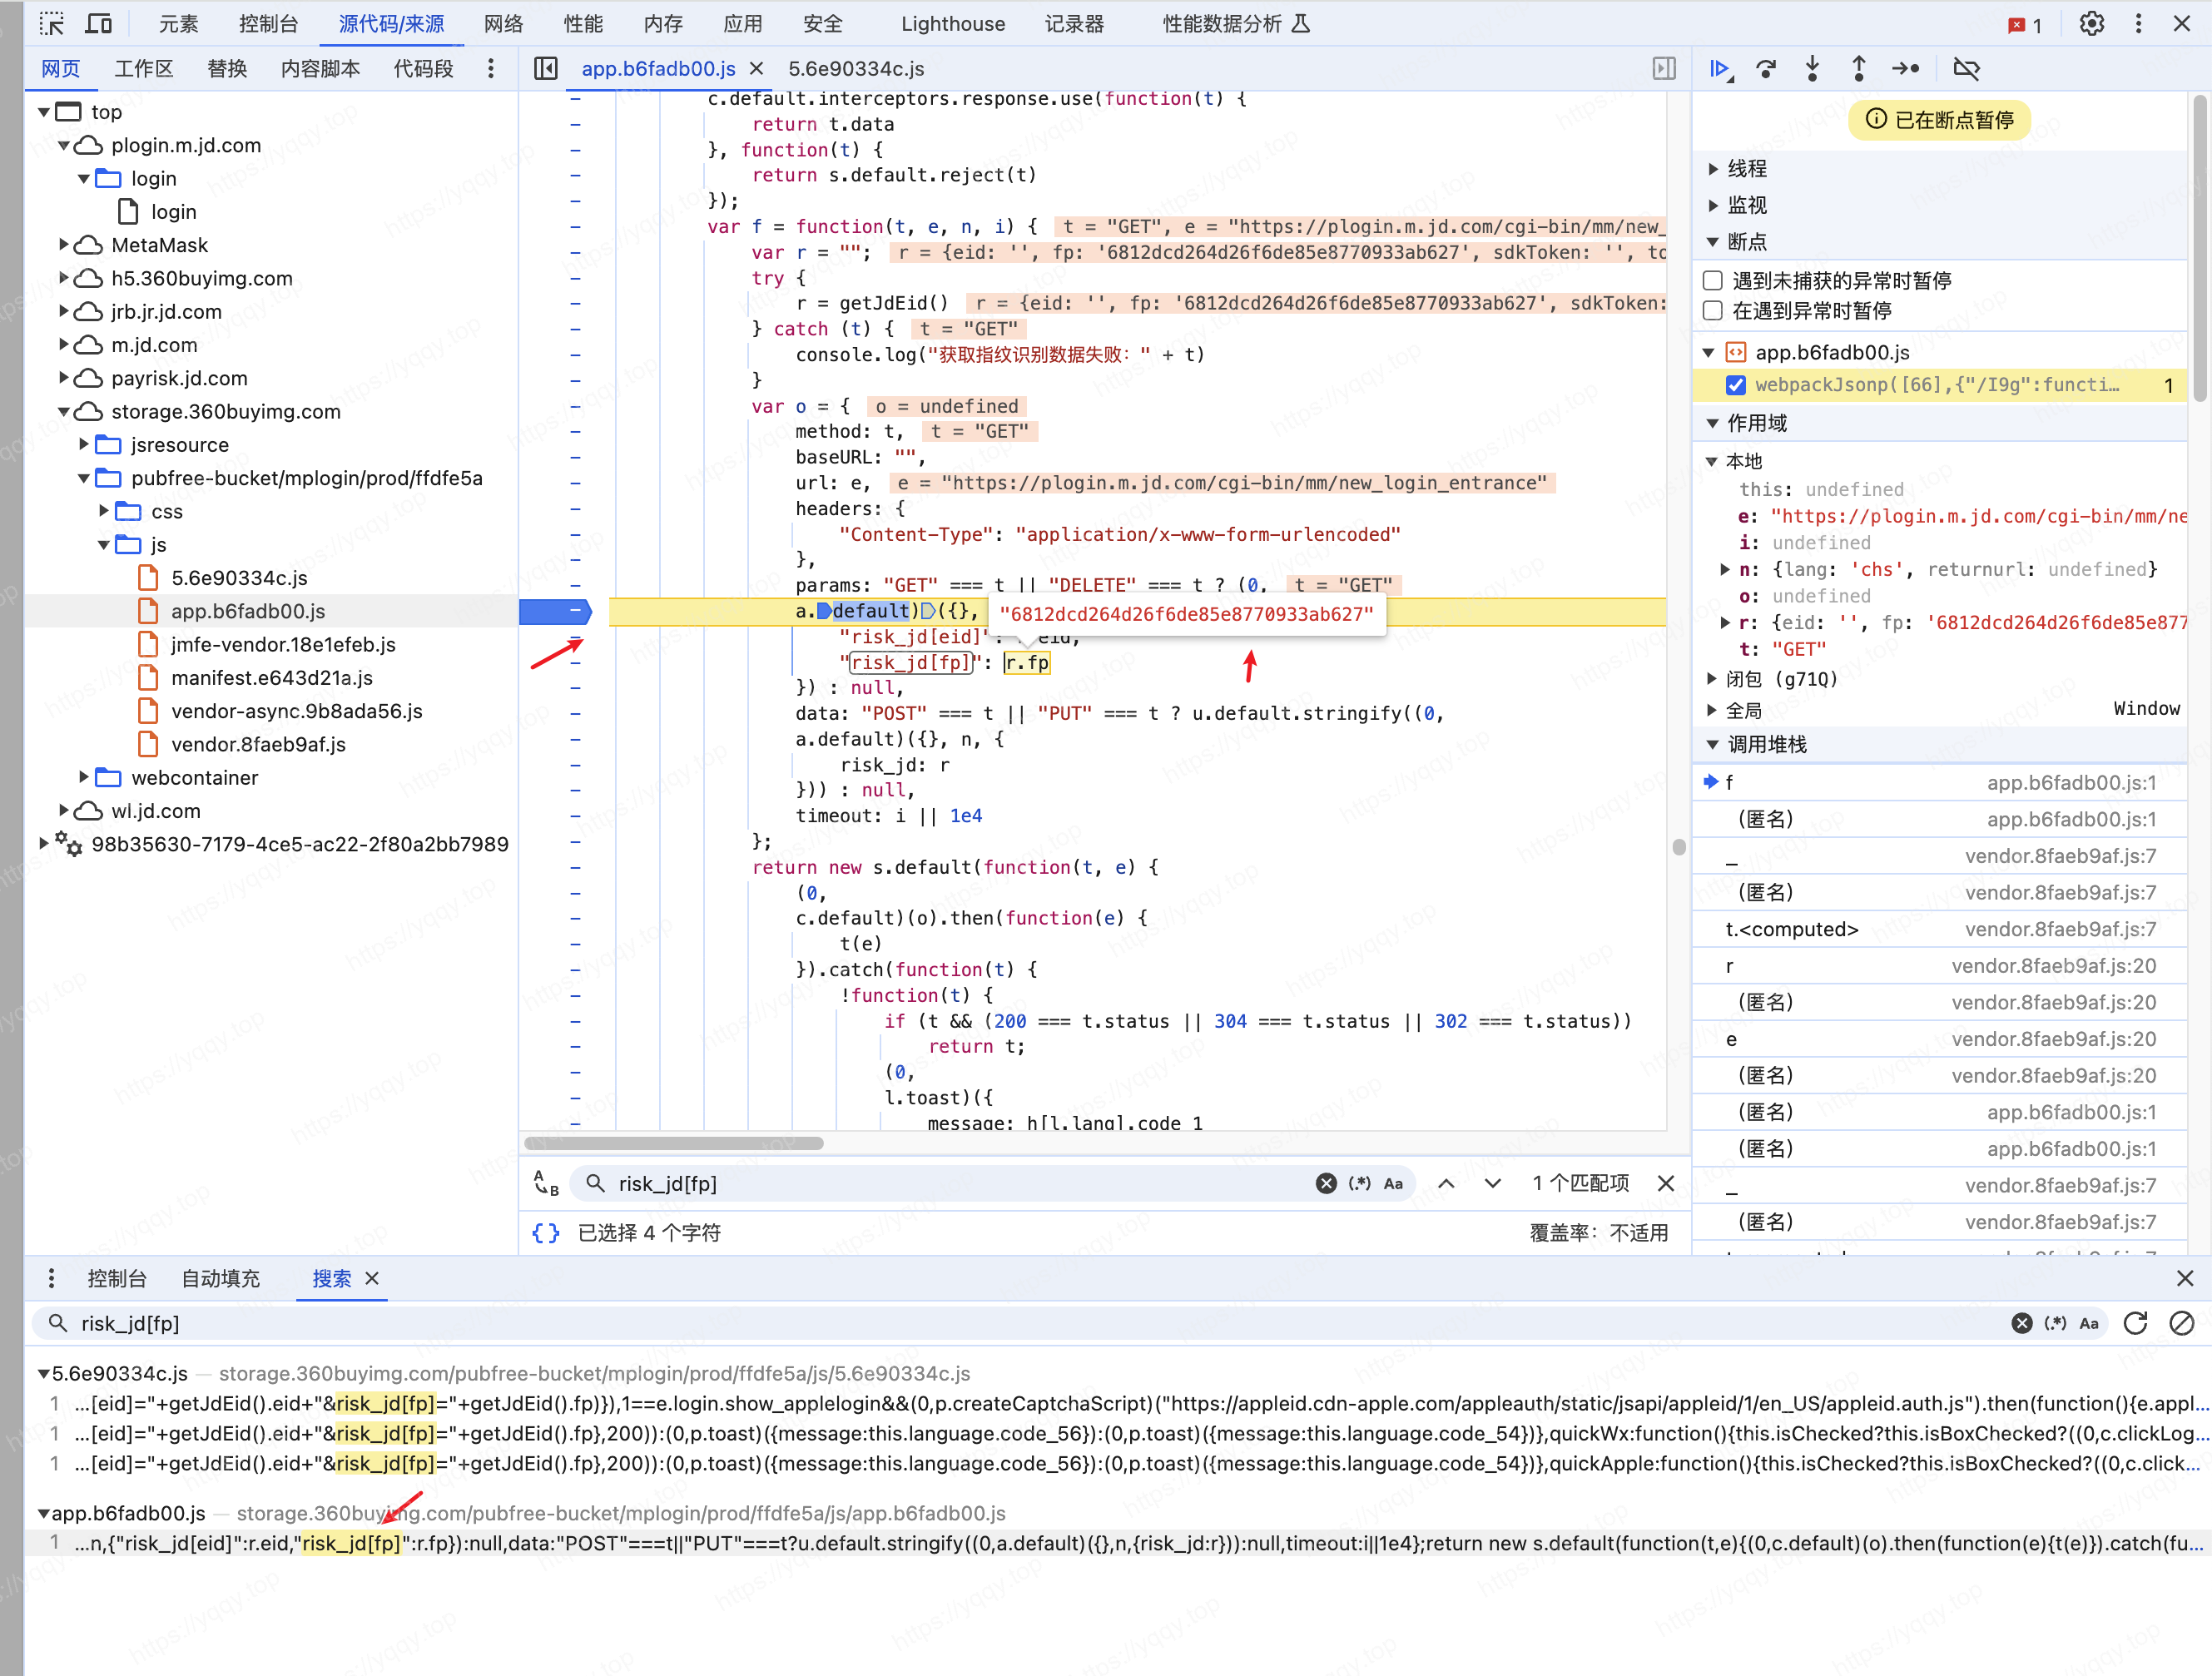 元素 控制台 源代码/来源 网络 性能 内存 应用 安全 Lighthouse 记录器 性能数据分析 1
网页 工作区 替换 内容脚本 代码段 app.b6fadb00.js 5.6e90334c.js
top
plogin.m.jd.com
login
login
MetaMask
h5.360buyimg.com
jrb.jr.jd.com
m.jd.com
payrisk.jd.com
storage.360buyimg.com
jsresource
pubfree-bucket/mplogin/prod/ffdfe5a
css
js
5.6e90334c.js
app.b6fadb00.js
jmfe-vendor.18e1efeb.js
manifest.e643d21a.js
vendor-async.9b8ada56.js
vendor.8faeb9af.js
webcontainer
wl.jd.com
98b35630-7179-4ce5-ac22-2f80a2bb7989
c.default.interceptors.response.use(function(t) {
return t.data
}, function(t) {
return s.default.reject(t)
});
var f = function(t, e, n, i) { t = "GET", e = "https://plogin.m.jd.com/cgi-bin/mm/new_
var r = ""; r = {eid: '', fp: '6812dcd264d26f6de85e8770933ab627', sdkToken: '', to
try {
r = getJdEid() r = {eid: '', fp: '6812dcd264d26f6de85e8770933ab627', sdkToken:
} catch (t) { t = "GET"
console.log("获取指纹识别数据失败：" + t)
}
var o = { o = undefined
method: t, t = "GET"
baseURL: "",
url: e, e = "https://plogin.m.jd.com/cgi-bin/mm/new_login_entrance"
headers: {
"Content-Type": "application/x-www-form-urlencoded"
},
params: "GET" === t || "DELETE" === t ? (0, t = "GET"
a.default)({}, "6812dcd264d26f6de85e8770933ab627"
"risk_jd[eid]": eid,
"risk_jd[fp]": r.fp
}) : null,
data: "POST" === t || "PUT" === t ? u.default.stringify((0,
a.default)({}, n, {
risk_jd: r
})) : null,
timeout: i || 1e4
};
return new s.default(function(t, e) {
(0,
c.default)(o).then(function(e) {
t(e)
}).catch(function(t) {
!function(t) {
if (t && (200 === t.status || 304 === t.status || 302 === t.status))
return t;
(0,
l.toast)({
message: h[l.lang].code_1
risk_jd[fp] (.*) Aa 1 个匹配项
{} 已选择 4 个字符 覆盖率：不适用
已在断点暂停
线程
监视
断点
遇到未捕获的异常时暂停
在遇到异常时暂停
app.b6fadb00.js
webpackJsonp([66],{"/I9g":functi… 1
作用域
本地
this: undefined
e: "https://plogin.m.jd.com/cgi-bin/mm/ne
i: undefined
n: {lang: 'chs', returnurl: undefined}
o: undefined
r: {eid: '', fp: '6812dcd264d26f6de85e877
t: "GET"
闭包 (g71Q)
全局 Window
调用堆栈
f app.b6fadb00.js:1
(匿名) app.b6fadb00.js:1
_ vendor.8faeb9af.js:7
(匿名) vendor.8faeb9af.js:7
t.<computed> vendor.8faeb9af.js:7
r vendor.8faeb9af.js:20
(匿名) vendor.8faeb9af.js:20
e vendor.8faeb9af.js:20
(匿名) vendor.8faeb9af.js:20
(匿名) app.b6fadb00.js:1
(匿名) app.b6fadb00.js:1
_ vendor.8faeb9af.js:7
(匿名) vendor.8faeb9af.js:7
控制台 自动填充 搜索
risk_jd[fp] (.*) Aa
5.6e90334c.js — storage.360buyimg.com/pubfree-bucket/mplogin/prod/ffdfe5a/js/5.6e90334c.js
1 …[eid]="+getJdEid().eid+"&risk_jd[fp]="+getJdEid().fp)}),1==e.login.show_applelogin&&(0,p.createCaptchaScript)("https://appleid.cdn-apple.com/appleauth/static/jsapi/appleid/1/en_US/appleid.auth.js").then(function(){e.appl…
1 …[eid]="+getJdEid().eid+"&risk_jd[fp]="+getJdEid().fp},200)):(0,p.toast)({message:this.language.code_56}):(0,p.toast)({message:this.language.code_54})},quickWx:function(){this.isChecked?this.isBoxChecked?((0,c.clickLog…
1 …[eid]="+getJdEid().eid+"&risk_jd[fp]="+getJdEid().fp},200)):(0,p.toast)({message:this.language.code_56}):(0,p.toast)({message:this.language.code_54})},quickApple:function(){this.isChecked?this.isBoxChecked?((0,c.click…
app.b6fadb00.js — storage.360buyimg.com/pubfree-bucket/mplogin/prod/ffdfe5a/js/app.b6fadb00.js
1 …n,{"risk_jd[eid]":r.eid,"risk_jd[fp]":r.fp}):null,data:"POST"===t||"PUT"===t?u.default.stringify((0,a.default)({},n,{risk_jd:r})):null,timeout:i||1e4};return new s.default(function(t,e){(0,c.default)(o).then(function(e){t(e)}).catch(fu…
https://yqqy.top